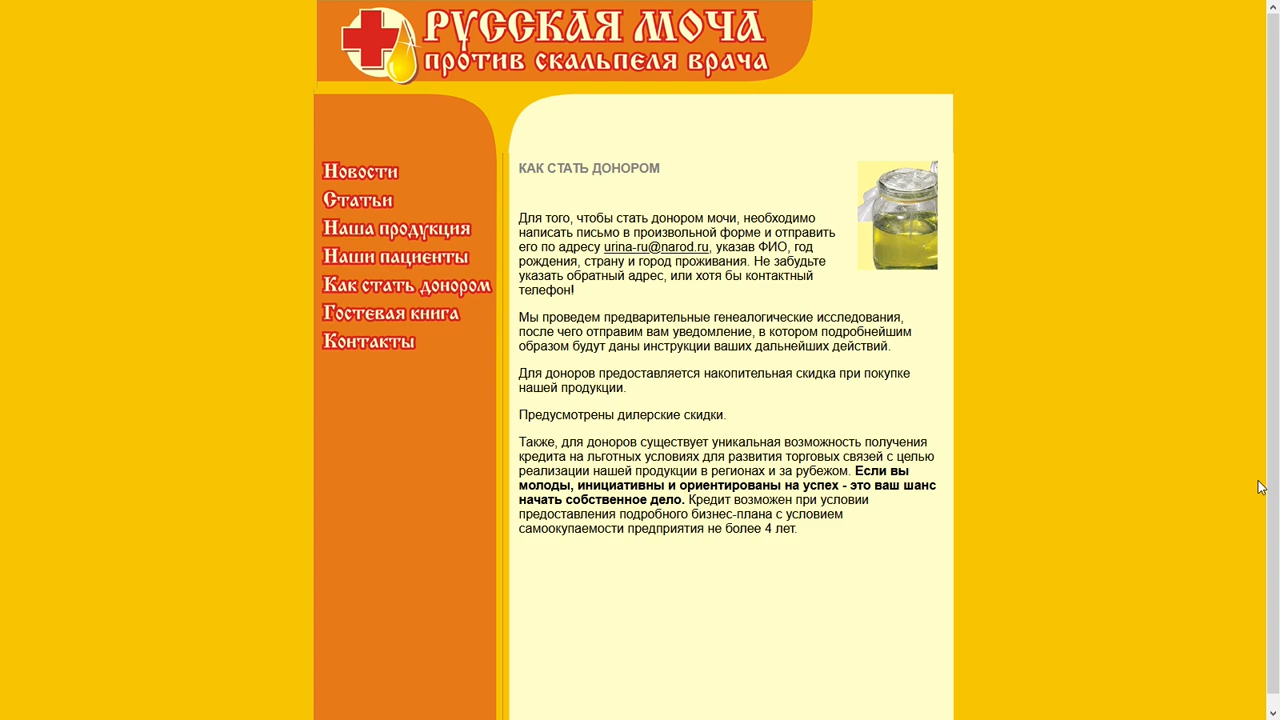 РУССКАЯ МОЧА
ПРОТИВ СКАЛЬПЕЛЯ ВРАЧА
Новости
Статьи
Наша продукция
Наши пациенты
Как стать донором
Гостевая книга
Контакты
КАК СТАТЬ ДОНОРОМ
Для того, чтобы стать донором мочи, необходимо
написать письмо в произвольной форме и отправить
его по адресу urina-ru@narod.ru, указав ФИО, год
рождения, страну и город проживания. Не забудьте
указать обратный адрес, или хотя бы контактный
телефон!
Мы проведем предварительные генеалогические исследования,
после чего отправим вам уведомление, в котором подробнейшим
образом будут даны инструкции ваших дальнейших действий.
Для доноров предоставляется накопительная скидка при покупке
нашей продукции.
Предусмотрены дилерские скидки.
Также, для доноров существует уникальная возможность получения
кредита на льготных условиях для развития торговых связей с целью
реализации нашей продукции в регионах и за рубежом. Если вы
молоды, инициативны и ориентированы на успех - это ваш шанс
начать собственное дело. Кредит возможен при условии
предоставления подробного бизнес-плана с условием
самоокупаемости предприятия не более 4 лет.